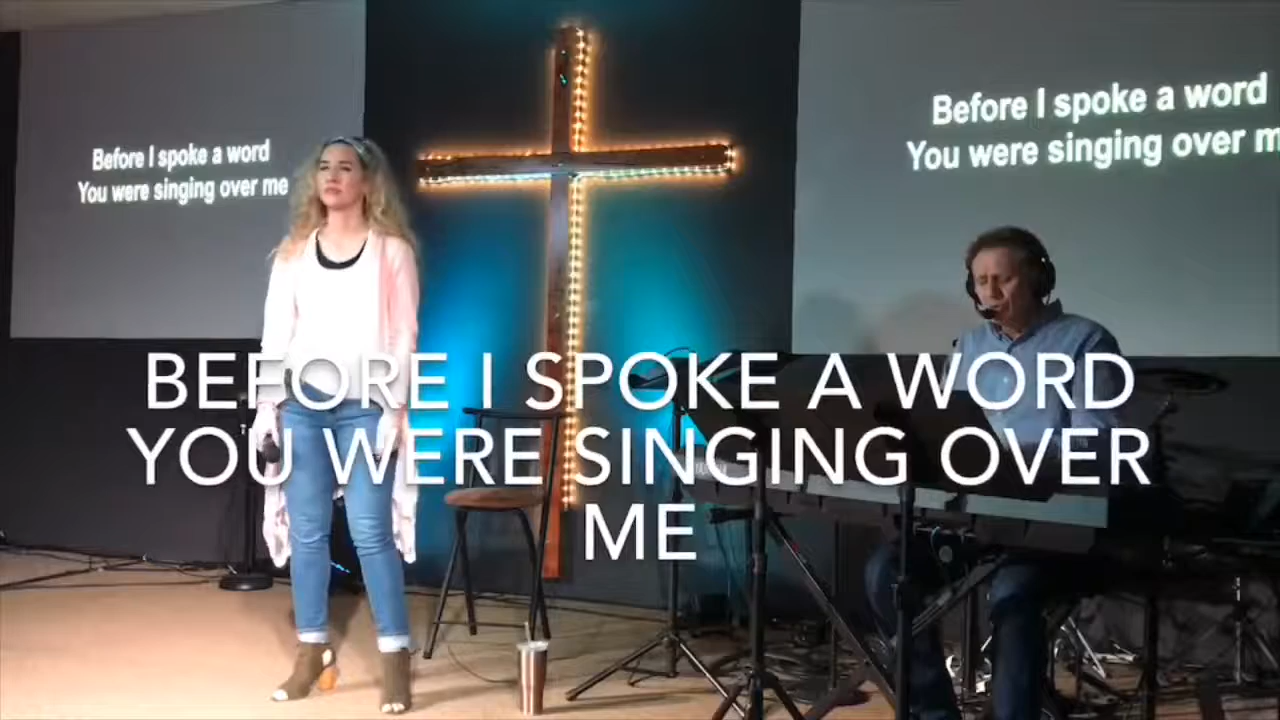 Before I spoke a word
You were singing over me
Before I spoke a word
You were singing over m
BEFORE I SPOKE A WORD
YOU WERE SINGING OVER
ME